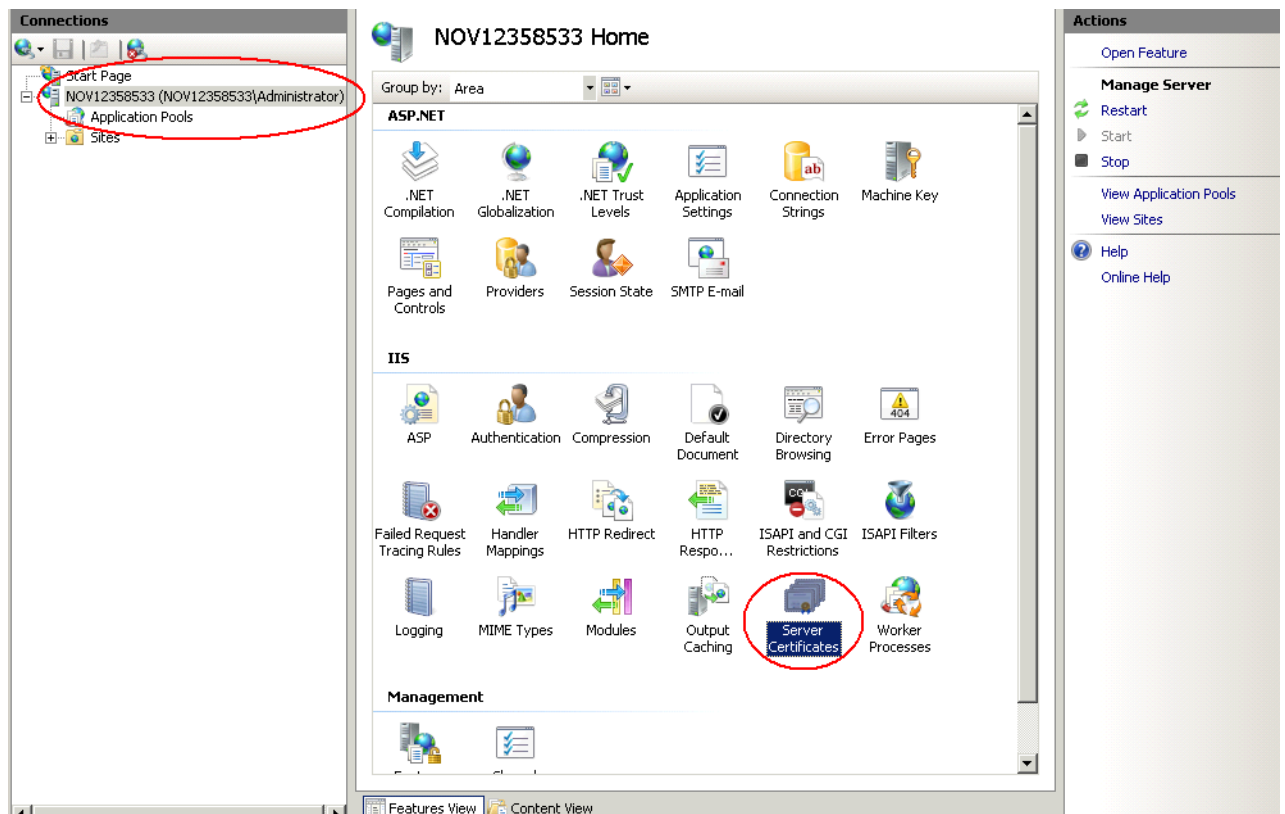 Connections
Start Page
NOV12358533 (NOV12358533\Administrator)
Application Pools
Sites
NOV12358533 Home
Group by: Area
ASP.NET
.NET
Compilation
.NET
Globalization
.NET Trust
Levels
Application
Settings
Connection
Strings
Machine Key
Pages and
Controls
Providers
Session State
SMTP E-mail
IIS
ASP
Authentication
Compression
Default
Document
Directory
Browsing
Error Pages
Failed Request
Tracing Rules
Handler
Mappings
HTTP Redirect
HTTP
Respo...
ISAPI and CGI
Restrictions
ISAPI Filters
Logging
MIME Types
Modules
Output
Caching
Server
Certificates
Worker
Processes
Management
Features View
Content View
Actions
Open Feature
Manage Server
Restart
Start
Stop
View Application Pools
View Sites
Help
Online Help
ab
404